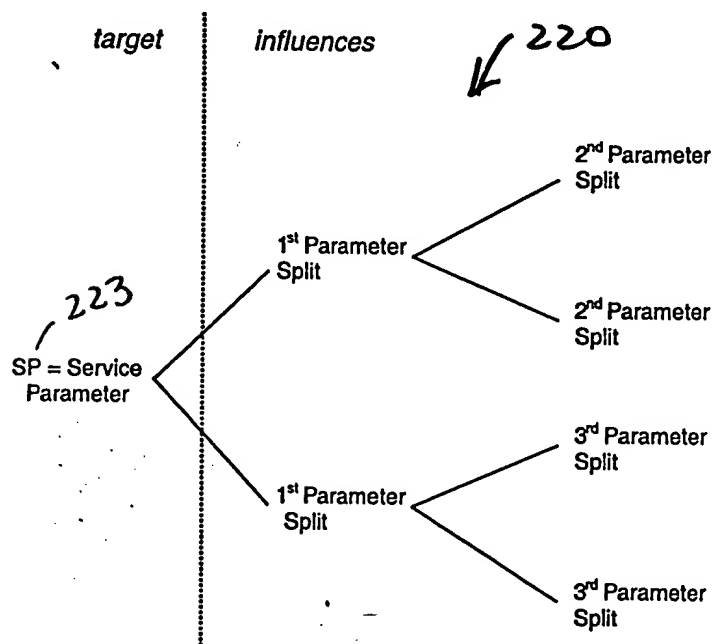 target
influences
220
2nd Parameter
Split
1st Parameter
Split
2nd Parameter
Split
223
SP = Service
Parameter
3rd Parameter
Split
1st Parameter
Split
3rd Parameter
Split